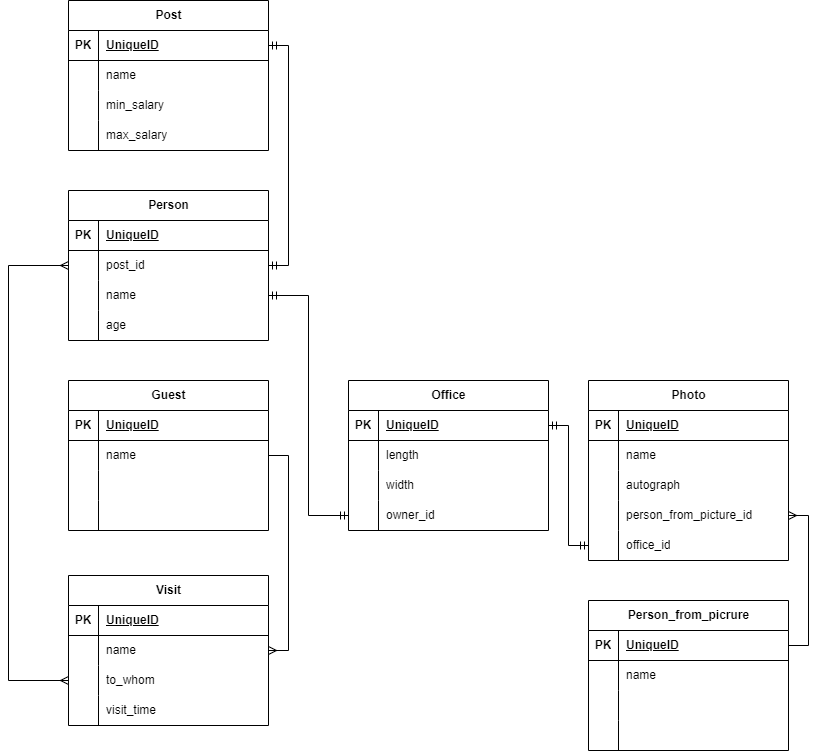 Post
PK UniqueID
name
min_salary
max_salary
Person
PK UniqueID
post_id
name
age
Guest
PK UniqueID
name
Visit
PK UniqueID
name
to_whom
visit_time
Office
PK UniqueID
length
width
owner_id
Photo
PK UniqueID
name
autograph
person_from_picture_id
office_id
Person_from_picrure
PK UniqueID
name